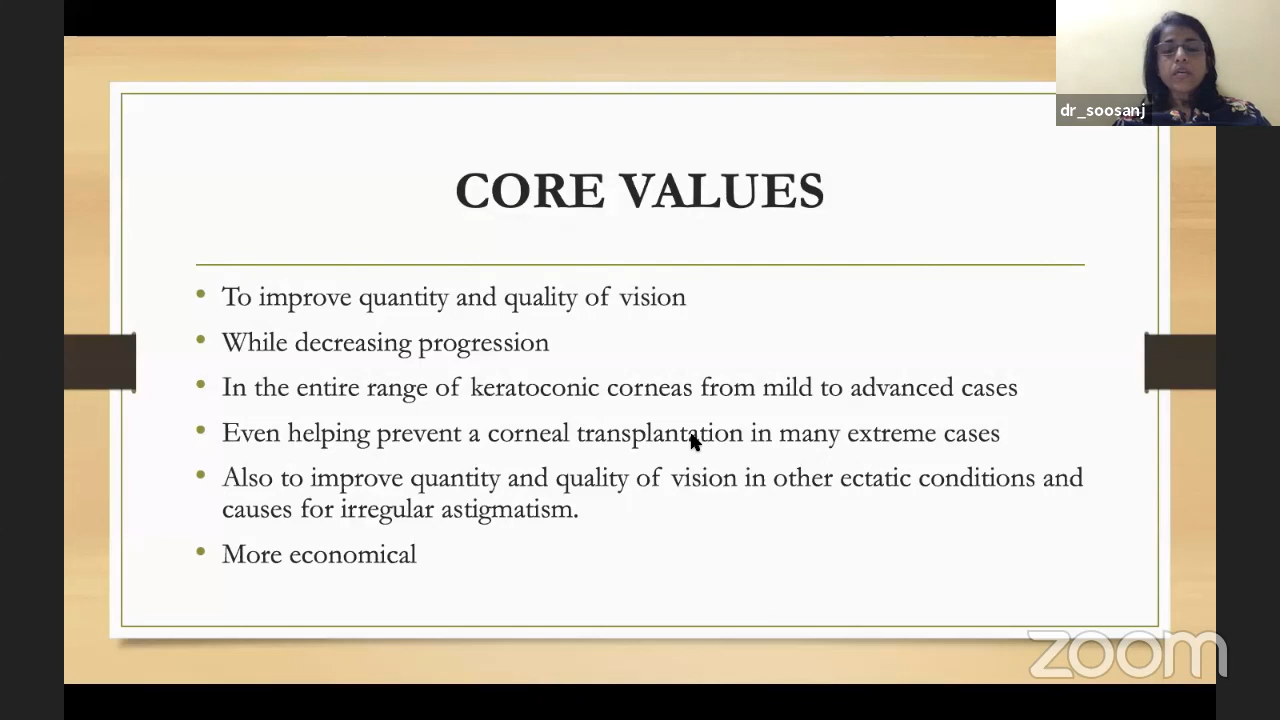 dr_soosanj
CORE VALUES
• To improve quantity and quality of vision
• While decreasing progression
• In the entire range of keratoconic corneas from mild to advanced cases
• Even helping prevent a corneal transplantation in many extreme cases
• Also to improve quantity and quality of vision in other ectatic conditions and
causes for irregular astigmatism.
• More economical
zoom